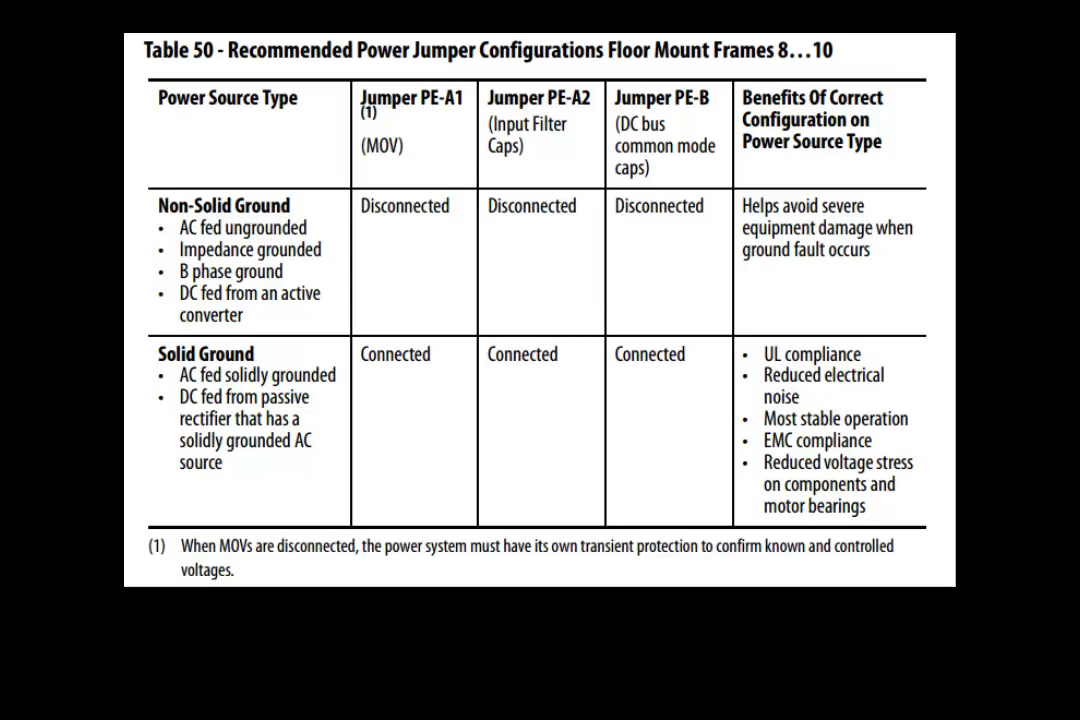 Table 50 - Recommended Power Jumper Configurations Floor Mount Frames 8…10
Power Source Type
Jumper PE-A1
(1)
(MOV)
Jumper PE-A2
(Input Filter
Caps)
Jumper PE-B
(DC bus
common mode
caps)
Benefits Of Correct
Configuration on
Power Source Type
Non-Solid Ground
• AC fed ungrounded
• Impedance grounded
• B phase ground
• DC fed from an active
converter
Disconnected
Disconnected
Disconnected
Helps avoid severe
equipment damage when
ground fault occurs
Solid Ground
• AC fed solidly grounded
• DC fed from passive
rectifier that has a
solidly grounded AC
source
Connected
Connected
Connected
• UL compliance
• Reduced electrical
noise
• Most stable operation
• EMC compliance
• Reduced voltage stress
on components and
motor bearings
(1) When MOVs are disconnected, the power system must have its own transient protection to confirm known and controlled
voltages.